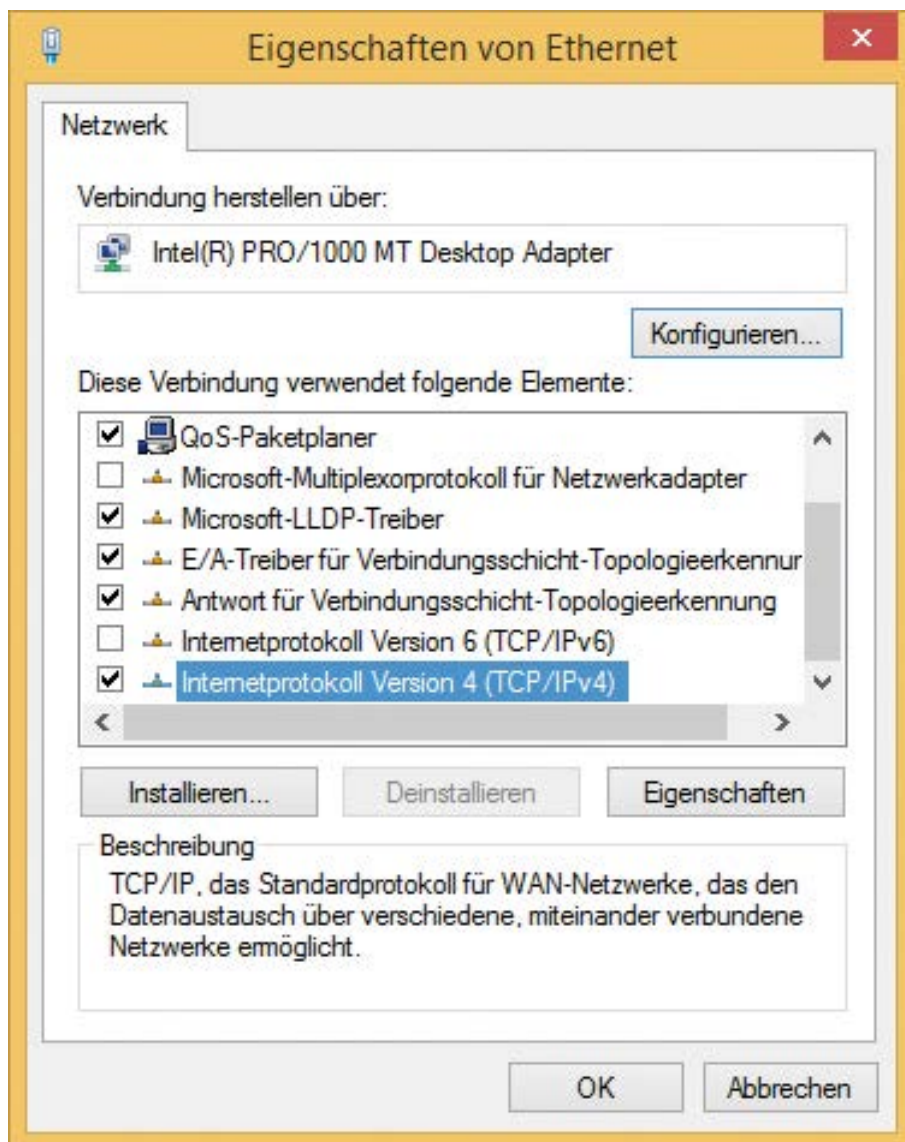 Eigenschaften von Ethernet
Netzwerk
Verbindung herstellen über:
Intel(R) PRO/1000 MT Desktop Adapter
Konfigurieren...
Diese Verbindung verwendet folgende Elemente:
QoS-Paketplaner
Microsoft-Multiplexorprotokoll für Netzwerkadapter
Microsoft-LLDP-Treiber
E/A-Treiber für Verbindungsschicht-Topologieerkennur
Antwort für Verbindungsschicht-Topologieerkennung
Internetprotokoll Version 6 (TCP/IPv6)
Internetprotokoll Version 4 (TCP/IPv4)
Installieren...
Deinstallieren
Eigenschaften
Beschreibung
TCP/IP, das Standardprotokoll für WAN-Netzwerke, das den
Datenaustausch über verschiedene, miteinander verbundene
Netzwerke ermöglicht.
OK
Abbrechen